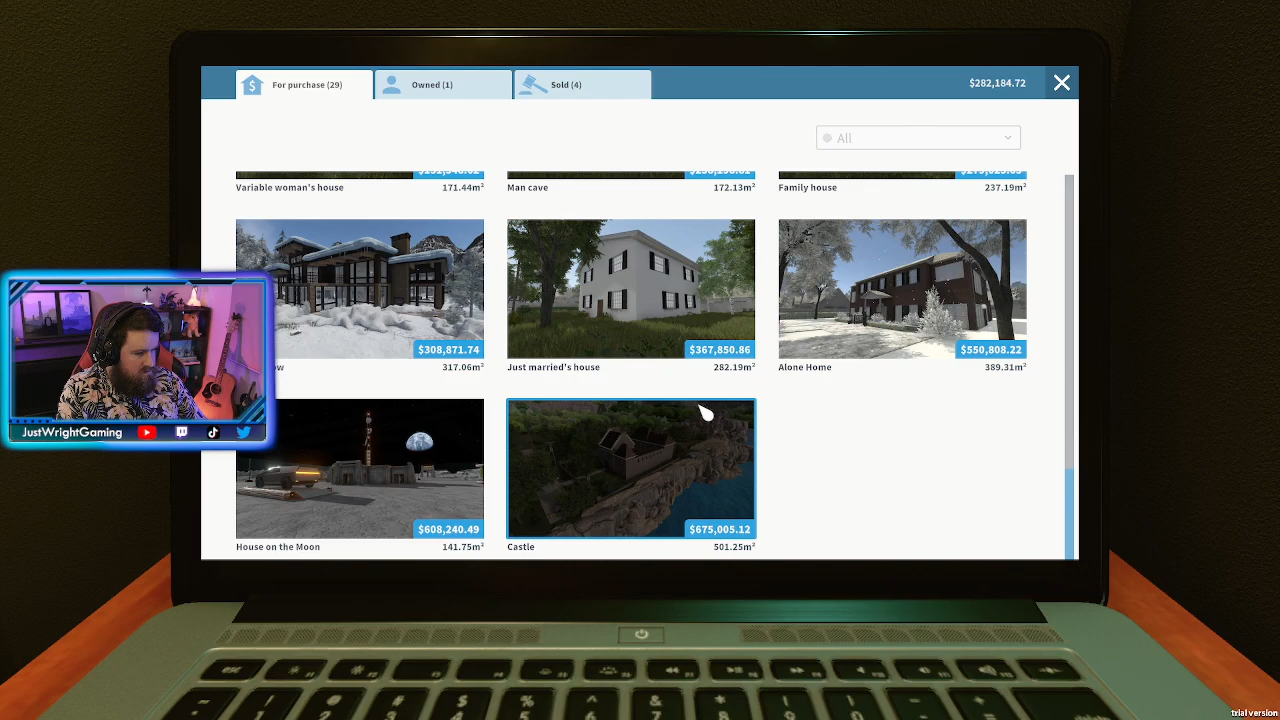 For purchase (29)
Owned (1)
Sold (4)
$282,184.72
All
Variable woman's house
171.44m²
Man cave
172.13m²
Family house
237.19m²
$308,871.74
317.06m²
$367,850.86
Just married's house
282.19m²
$550,808.22
Alone Home
389.31m²
$608,240.49
House on the Moon
141.75m²
$675,005.12
Castle
501.25m²
JustWrightGaming
trial version